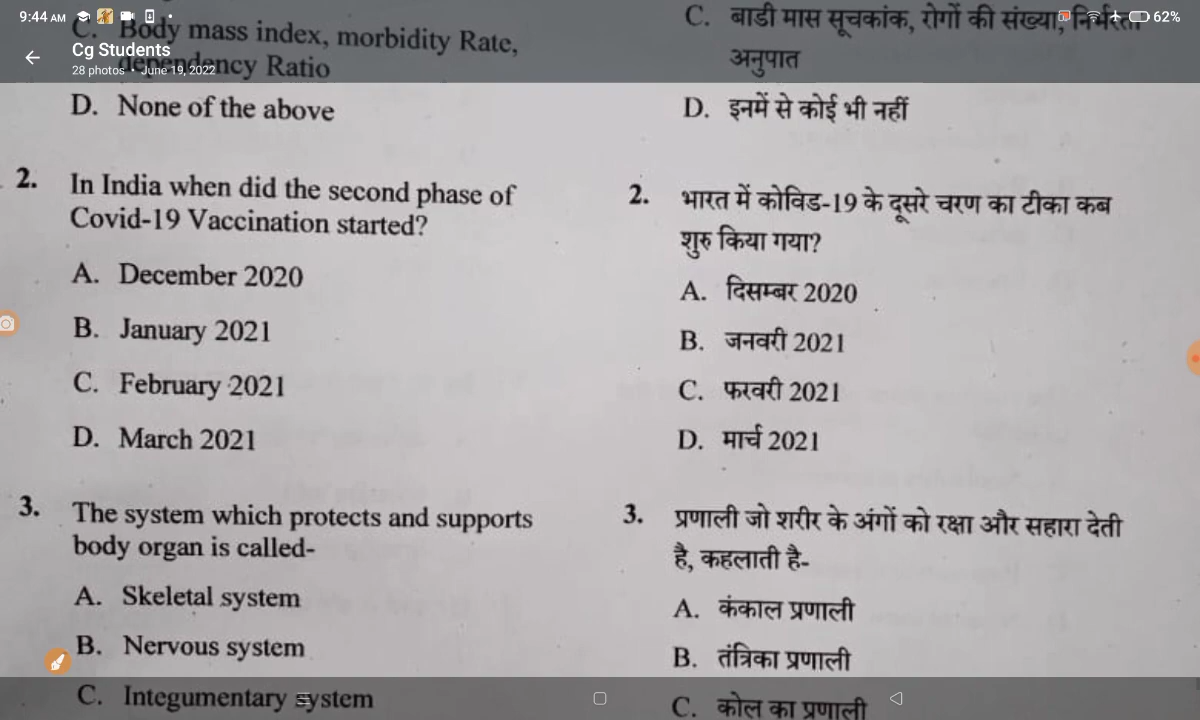 9:44 AM
62%
Cg Students
28 photos • June 19, 2022
C. Body mass index, morbidity Rate,
dependency Ratio
D. None of the above
2. In India when did the second phase of
Covid-19 Vaccination started?
A. December 2020
B. January 2021
C. February 2021
D. March 2021
3. The system which protects and supports
body organ is called-
A. Skeletal system
B. Nervous system
C. Integumentary system
C. बाडी मास सूचकांक, रोगों की संख्या, निर्भरता
अनुपात
D. इनमें से कोई भी नहीं
2. भारत में कोविड-19 के दूसरे चरण का टीका कब
शुरु किया गया?
A. दिसम्बर 2020
B. जनवरी 2021
C. फरवरी 2021
D. मार्च 2021
3. प्रणाली जो शरीर के अंगों को रक्षा और सहारा देती
है, कहलाती है-
A. कंकाल प्रणाली
B. तंत्रिका प्रणाली
C. कोल का प्रणाली